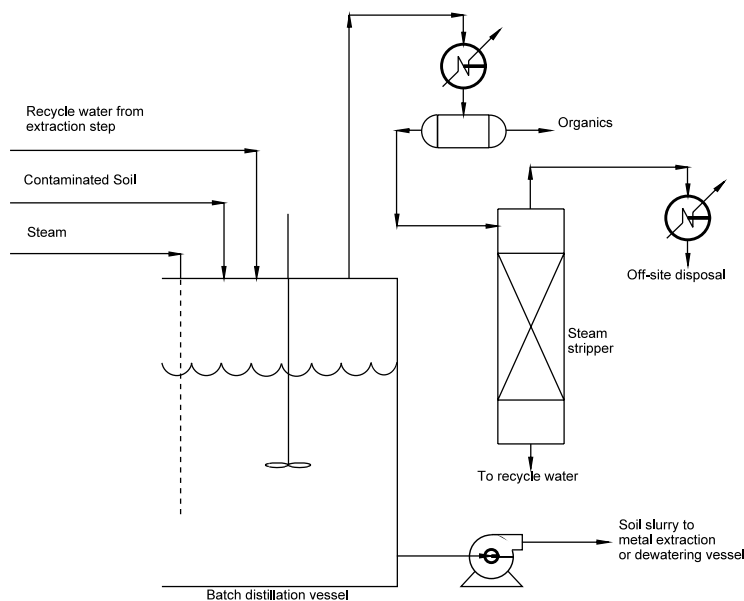 Recycle water from
extraction step
Contaminated Soil
Steam
Organics
Off-site disposal
Steam
stripper
To recycle water
Soil slurry to
metal extraction
or dewatering vessel
Batch distillation vessel